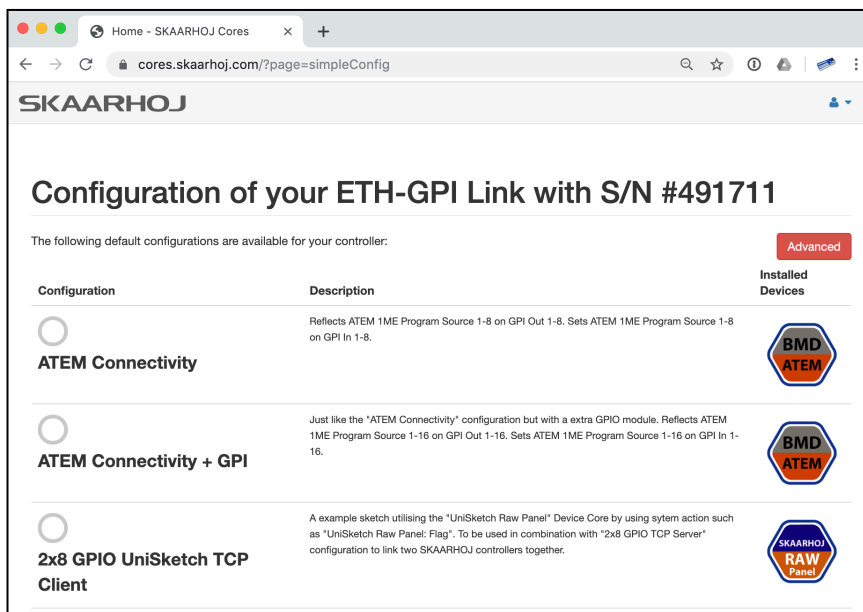 Home - SKAARHOJ Cores
cores.skaarhoj.com/?page=simpleConfig
SKAARHOJ
Configuration of your ETH-GPI Link with S/N #491711
The following default configurations are available for your controller:
Advanced
Configuration
Description
Installed
Devices
Reflects ATEM 1ME Program Source 1-8 on GPI Out 1-8. Sets ATEM 1ME Program Source 1-8
on GPI In 1-8.
ATEM Connectivity
BMD
ATEM
Just like the "ATEM Connectivity" configuration but with a extra GPIO module. Reflects ATEM
1ME Program Source 1-16 on GPI Out 1-16. Sets ATEM 1ME Program Source 1-16 on GPI In 1-
16.
ATEM Connectivity + GPI
BMD
ATEM
A example sketch utilising the "UniSketch Raw Panel" Device Core by using sytem action such
as "UniSketch Raw Panel: Flag". To be used in combination with "2x8 GPIO TCP Server"
configuration to link two SKAARHOJ controllers together.
2x8 GPIO UniSketch TCP
Client
SKAARHOJ
RAW
Panel